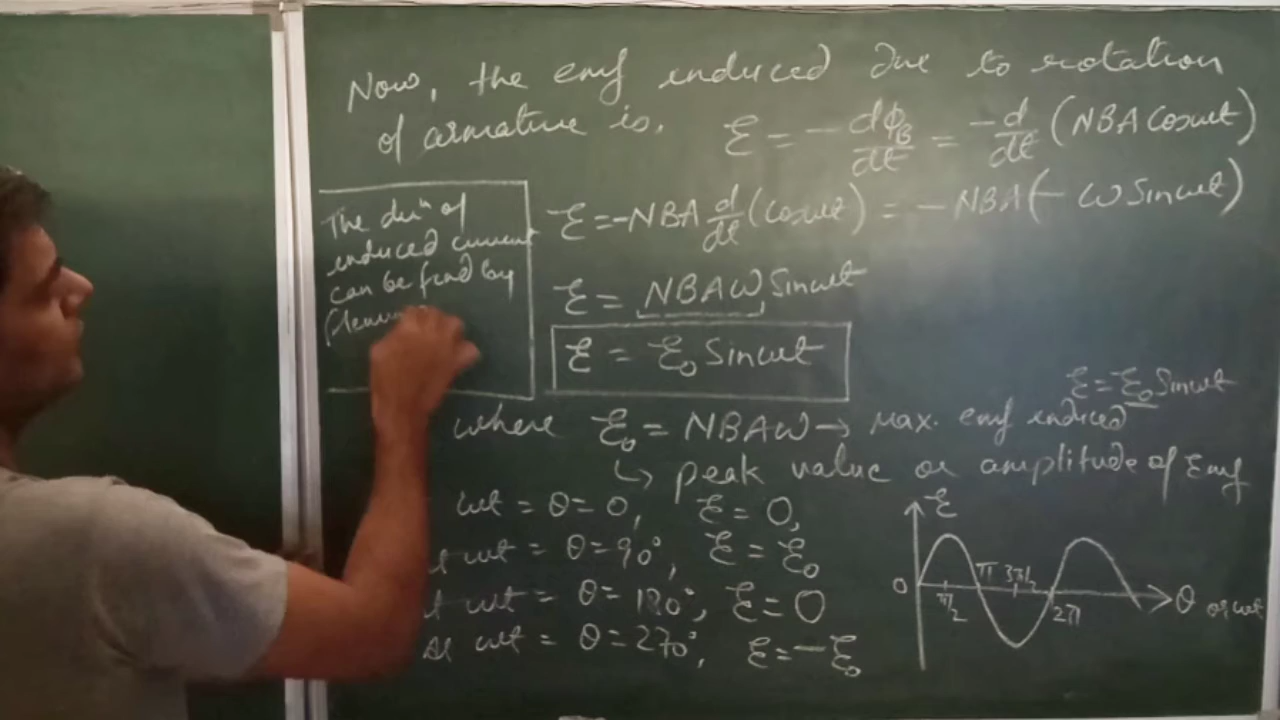 Now, the emf induced due to rotation
of armature is, ℰ = -dΦ_B/dt = -d/dt (NBA Cosωt)
ℰ = -NBA d/dt (Cosωt) = -NBA(- ω Sinωt)
ℰ = NBAω Sinωt
ℰ = ℰ₀ Sinωt
The dirⁿ of
induced current
can be find by
ℰ = ℰ₀ Sinωt
where ℰ₀ = NBAω → Max. emf induced
↳ peak value or amplitude of Emf
ωt = θ = 0, ℰ = 0,
t ωt = θ = 90°, ℰ = ℰ₀
t ωt = θ = 180°, ℰ = 0
At ωt = θ = 270°, ℰ = -ℰ₀
ℰ
0 π/2 π 3π/2 2π θ or ωt